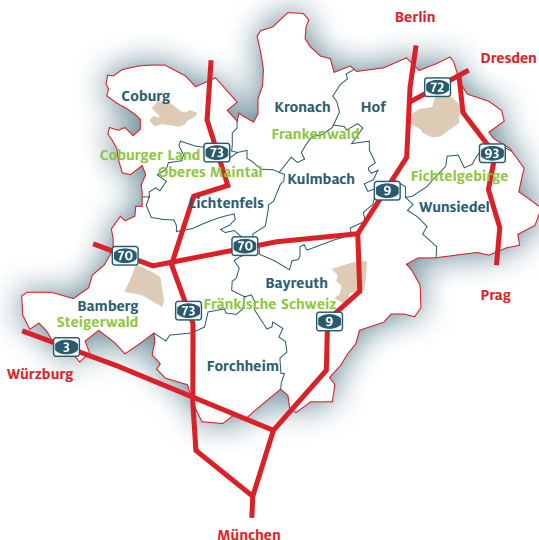 Berlin
Dresden
72
Coburg
Kronach
Hof
Frankenwald
73
93
Coburger Land
Oberes Maintal
Kulmbach
Fichtelgebirge
9
Lichtenfels
Wunsiedel
70
70
Bayreuth
Prag
Bamberg
73
Fränkische Schweiz
Steigerwald
9
3
Würzburg
Forchheim
München